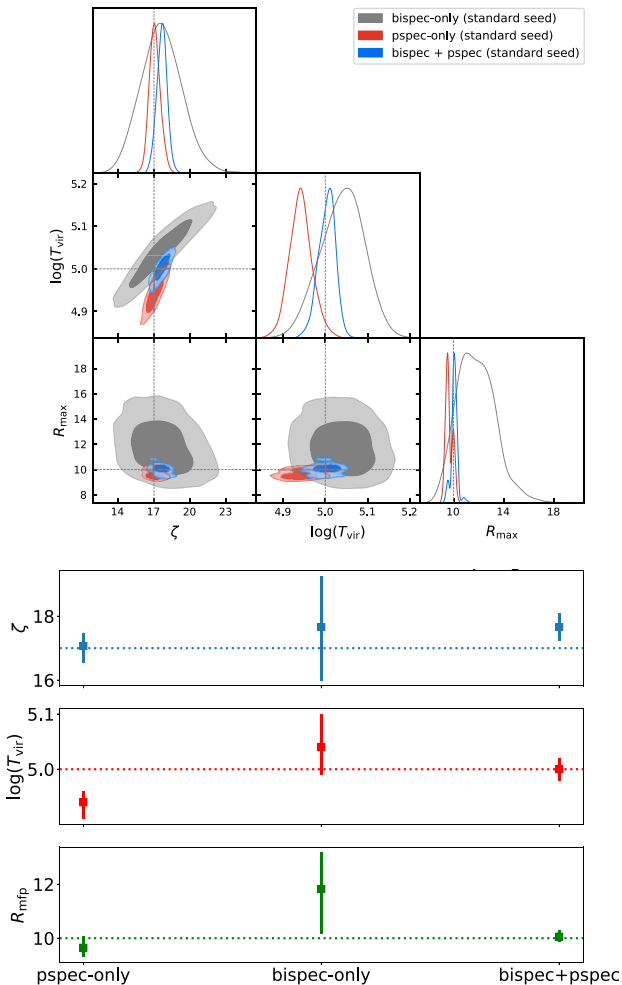 bispec-only (standard seed)
pspec-only (standard seed)
bispec + pspec (standard seed)
5.2
5.1
5.0
4.9
log(T_vir)
18
16
14
12
10
8
R_max
14 17 20 23
ζ
4.9 5.0 5.1 5.2
log(T_vir)
10 14 18
R_max
18
16
ζ
5.1
5.0
log(T_vir)
12
10
R_mfp
pspec-only bispec-only bispec+pspec